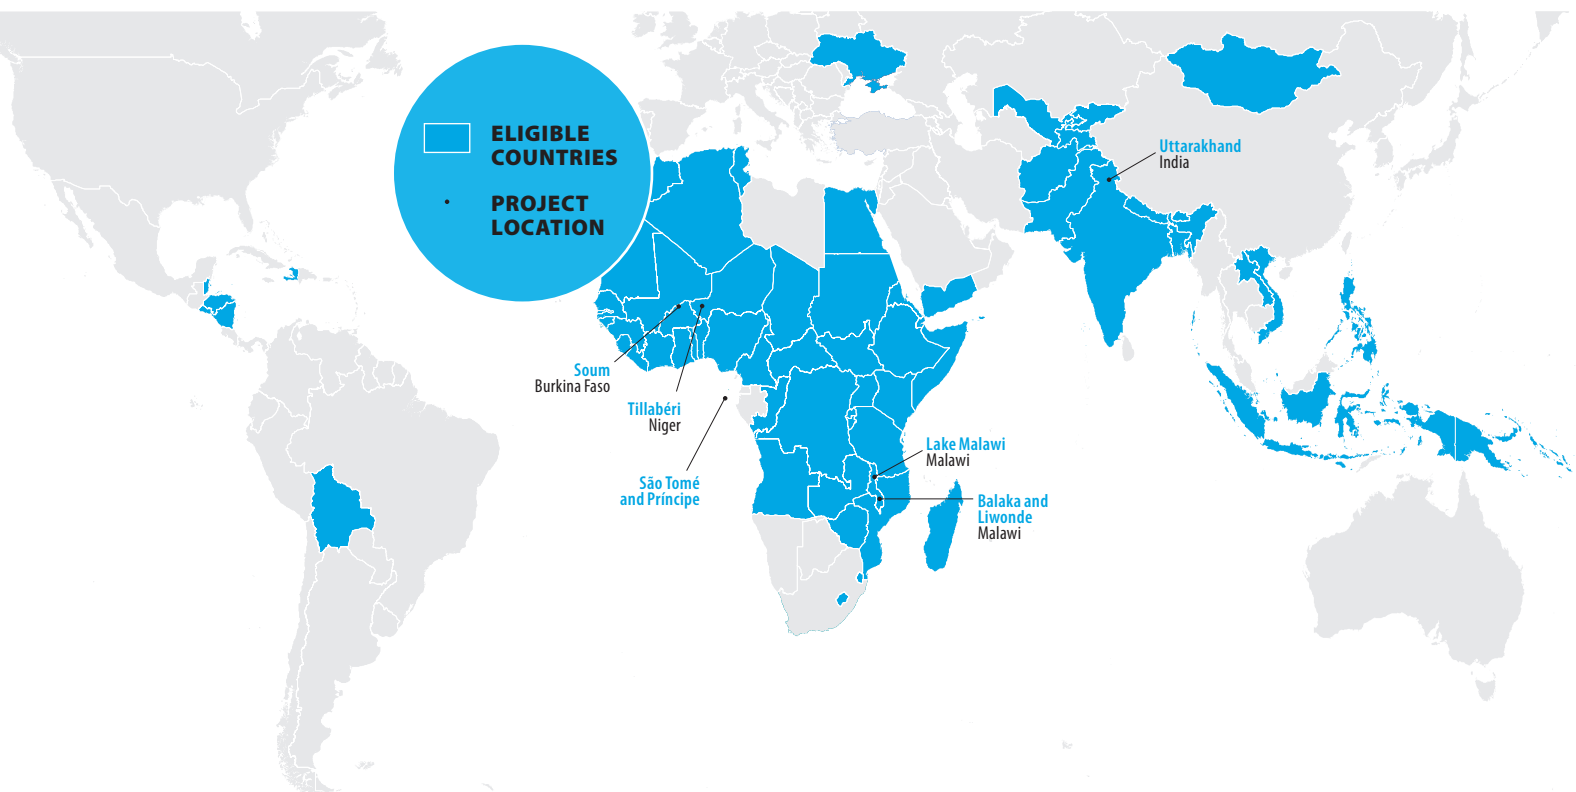 ELIGIBLE
COUNTRIES
PROJECT
LOCATION
Uttarakhand
India
Soum
Burkina Faso
Tillabéri
Niger
São Tomé
and Príncipe
Lake Malawi
Malawi
Balaka and
Liwonde
Malawi